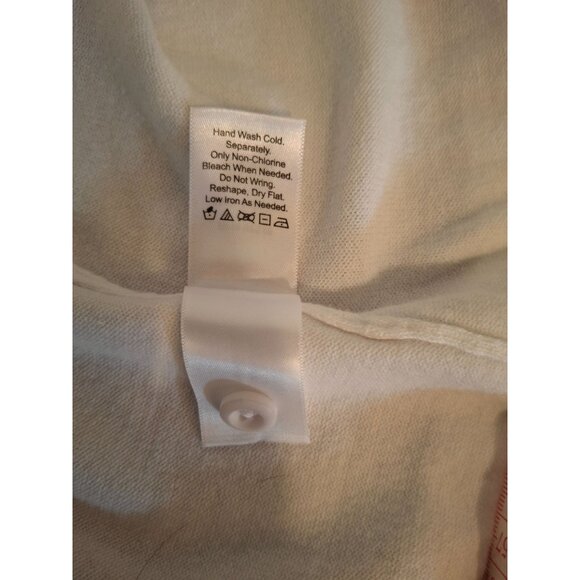 Hand Wash Cold,
Separately.
Only Non-Chlorine
Bleach When Needed.
Do Not Wring.
Reshape, Dry Flat.
Low Iron As Needed.